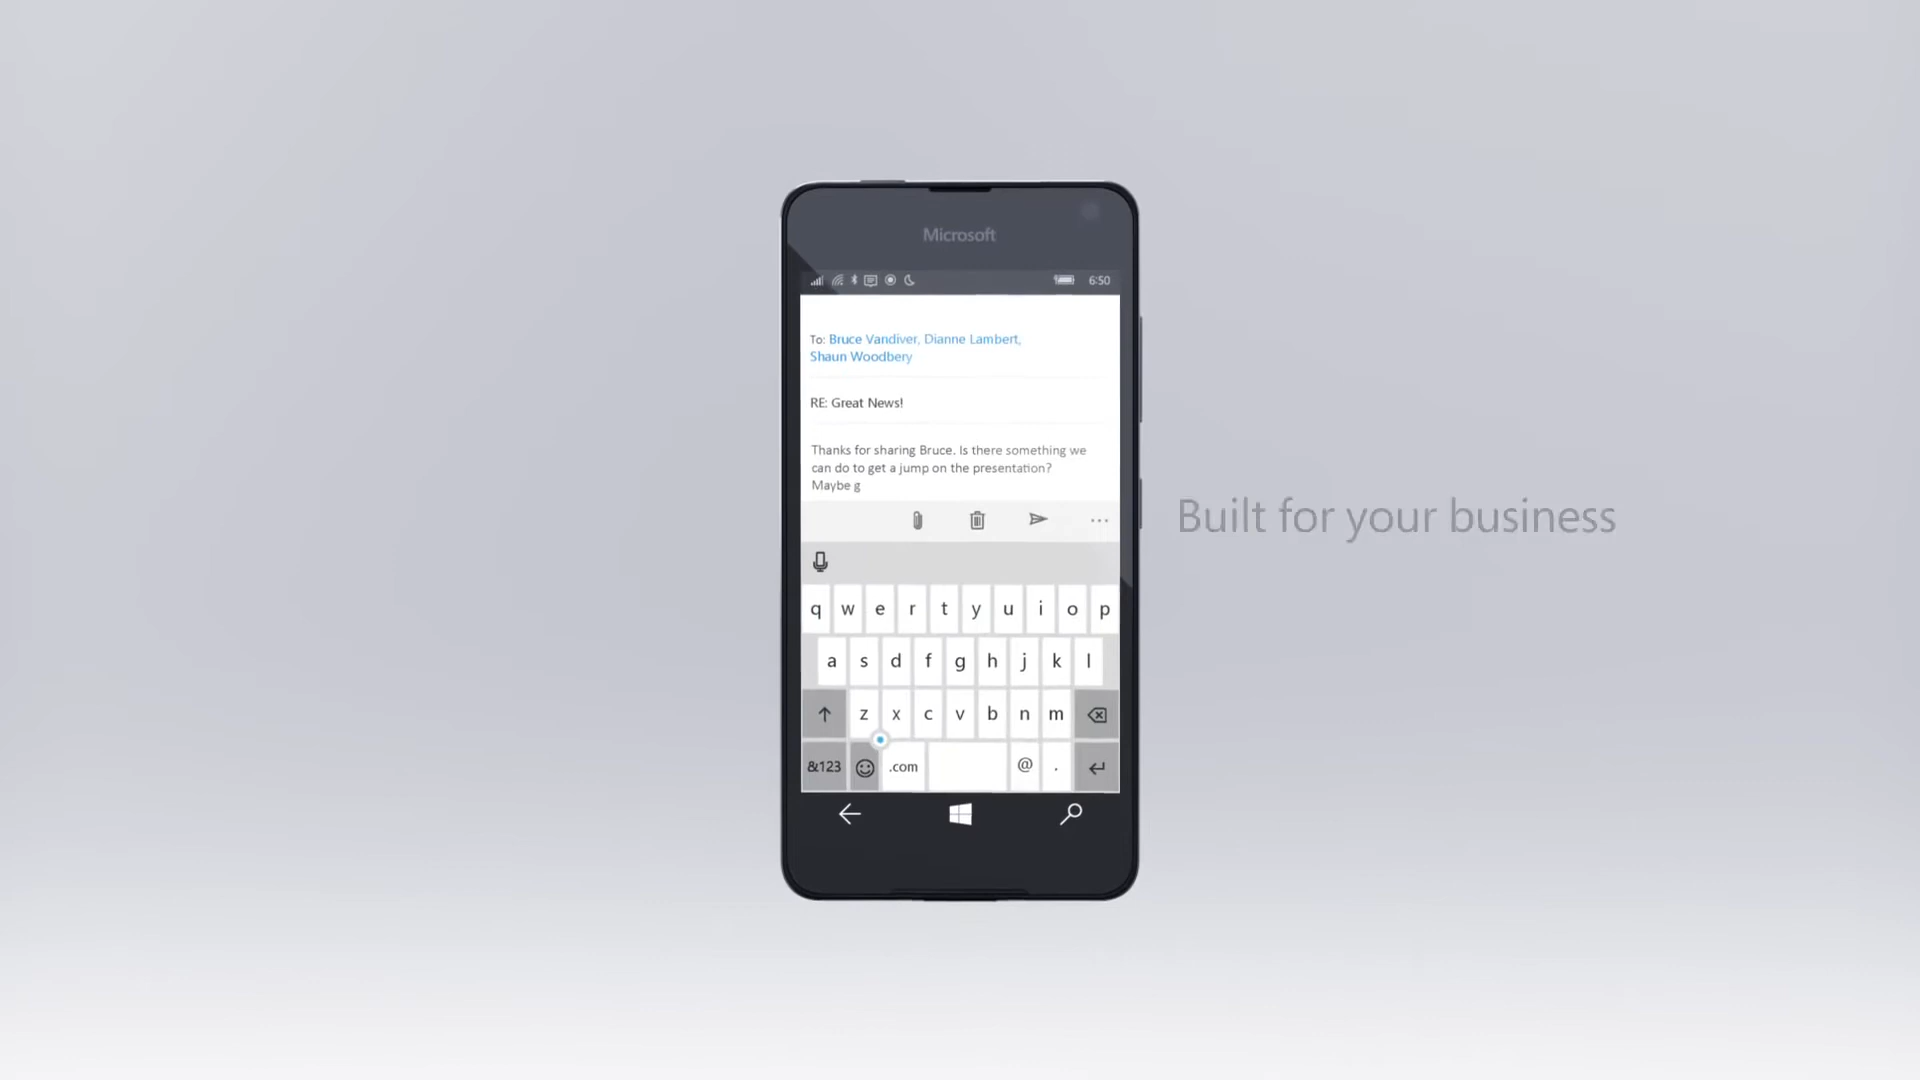 Microsoft
6:50
To: Bruce Vandiver, Dianne Lambert,
Shaun Woodbery
RE: Great News!
Thanks for sharing Bruce. Is there something we
can do to get a jump on the presentation?
Maybe g
Built for your business
q w e r t y u i o p
a s d f g h j k l
z x c v b n m
&123 .com @ .